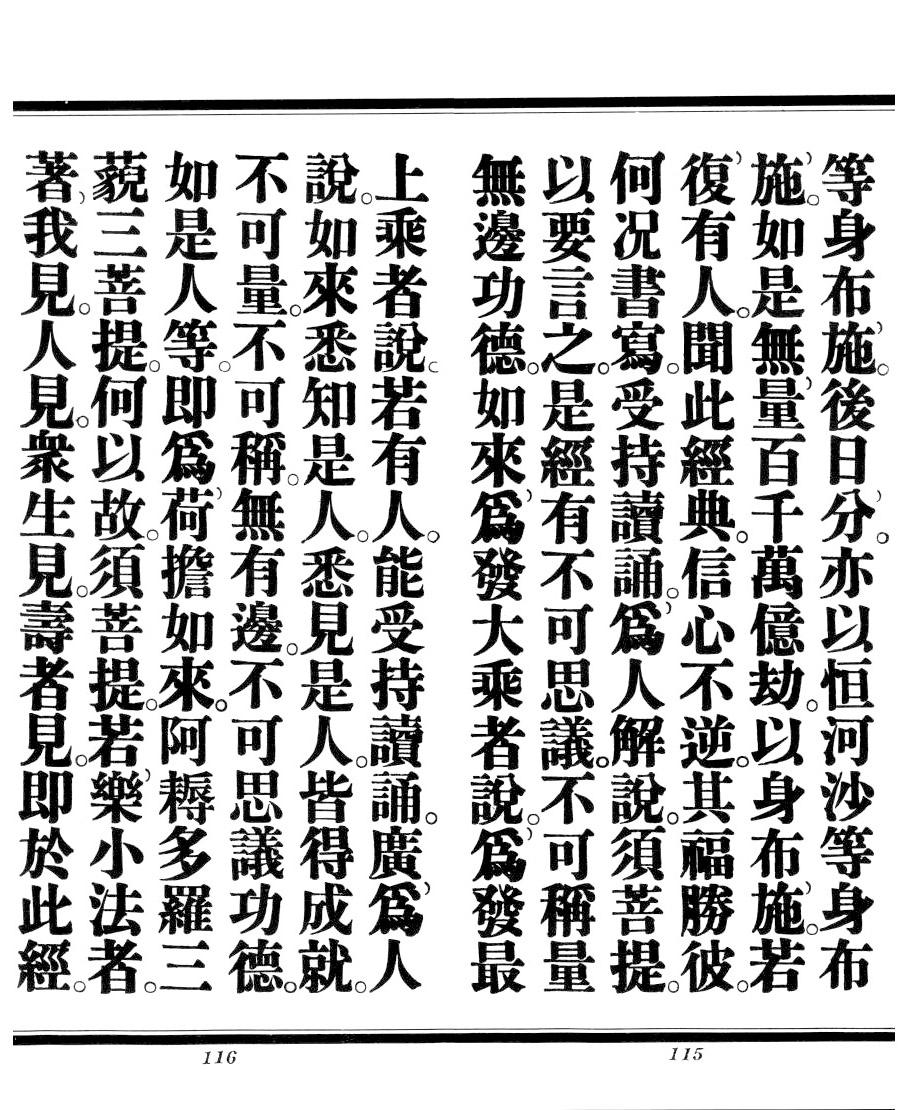 等身布施。後日分。亦以恒河沙等身布
施。如是無量百千萬億劫。以身布施。若
復有人。聞此經典。信心不逆。其福勝彼。
何况書寫。受持讀誦。爲人解說。須菩提。
以要言之。是經有不可思議。不可稱量
無邊功德。如來爲發大乘者說。爲發最
上乘者說。若有人。能受持讀誦。廣爲人
說。如來悉知是人。悉見是人。皆得成就。
不可量。不可稱。無有邊。不可思議功德。
如是人等。即爲荷擔如來。阿耨多羅三
藐三菩提。何以故。須菩提。若樂小法者。
著我見。人見。衆生見。壽者見。即於此經。
115
116